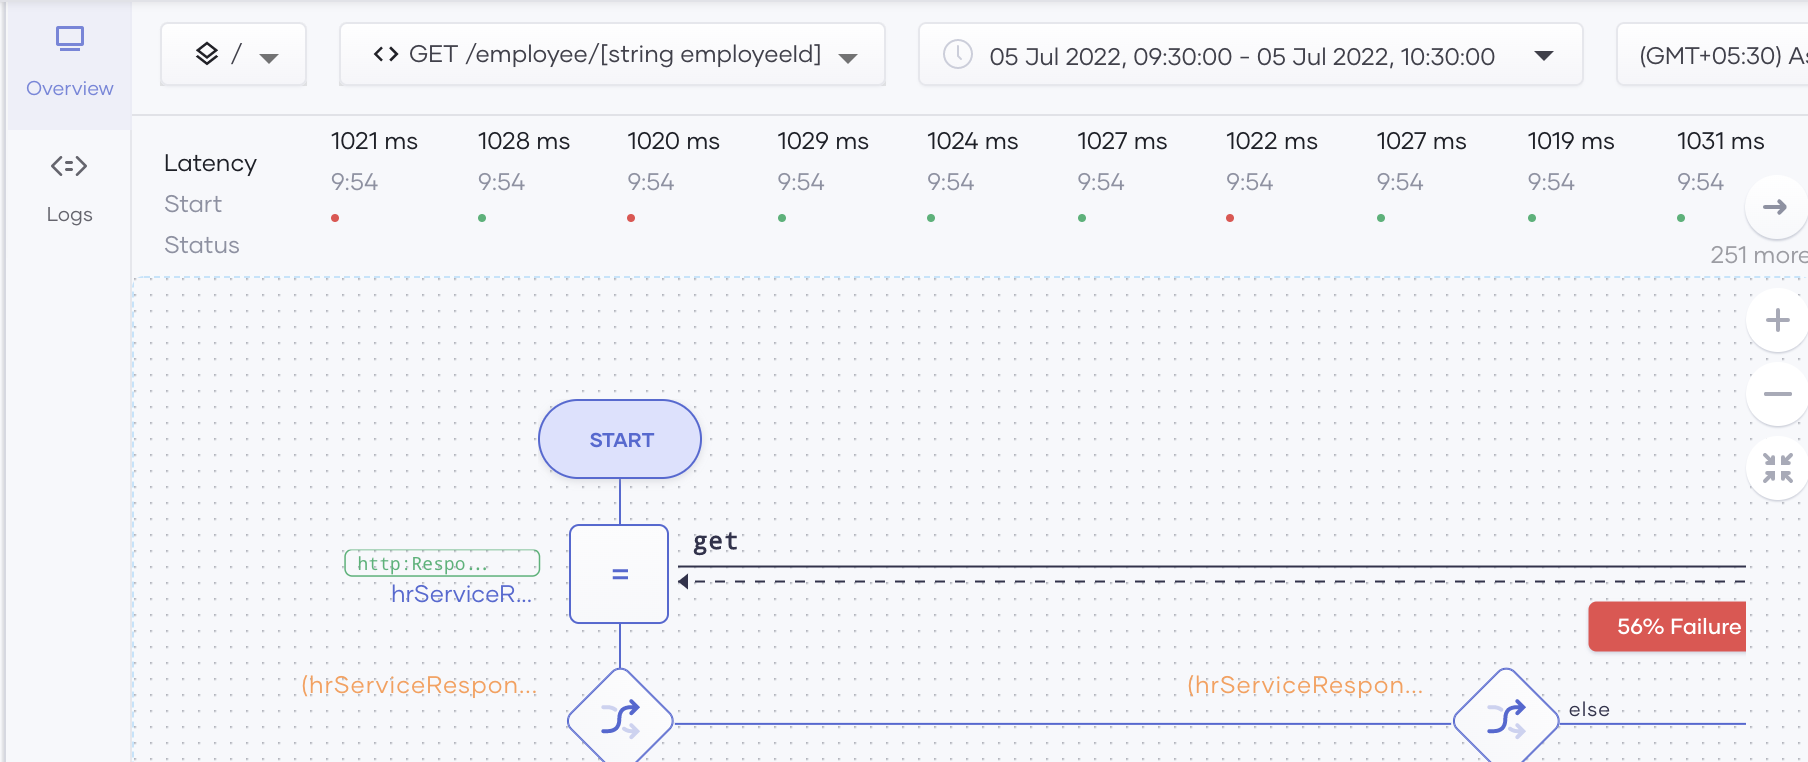 Overview
Logs
/
<> GET /employee/[string employeeId]
05 Jul 2022, 09:30:00 - 05 Jul 2022, 10:30:00
(GMT+05:30) As
Latency
1021 ms 1028 ms 1020 ms 1029 ms 1024 ms 1027 ms 1022 ms 1027 ms 1019 ms 1031 ms
Start
9:54 9:54 9:54 9:54 9:54 9:54 9:54 9:54 9:54 9:54
Status
251 more
START
get
http:Respo...
=
hrServiceR...
56% Failure
(hrServiceRespon...
(hrServiceRespon...
else